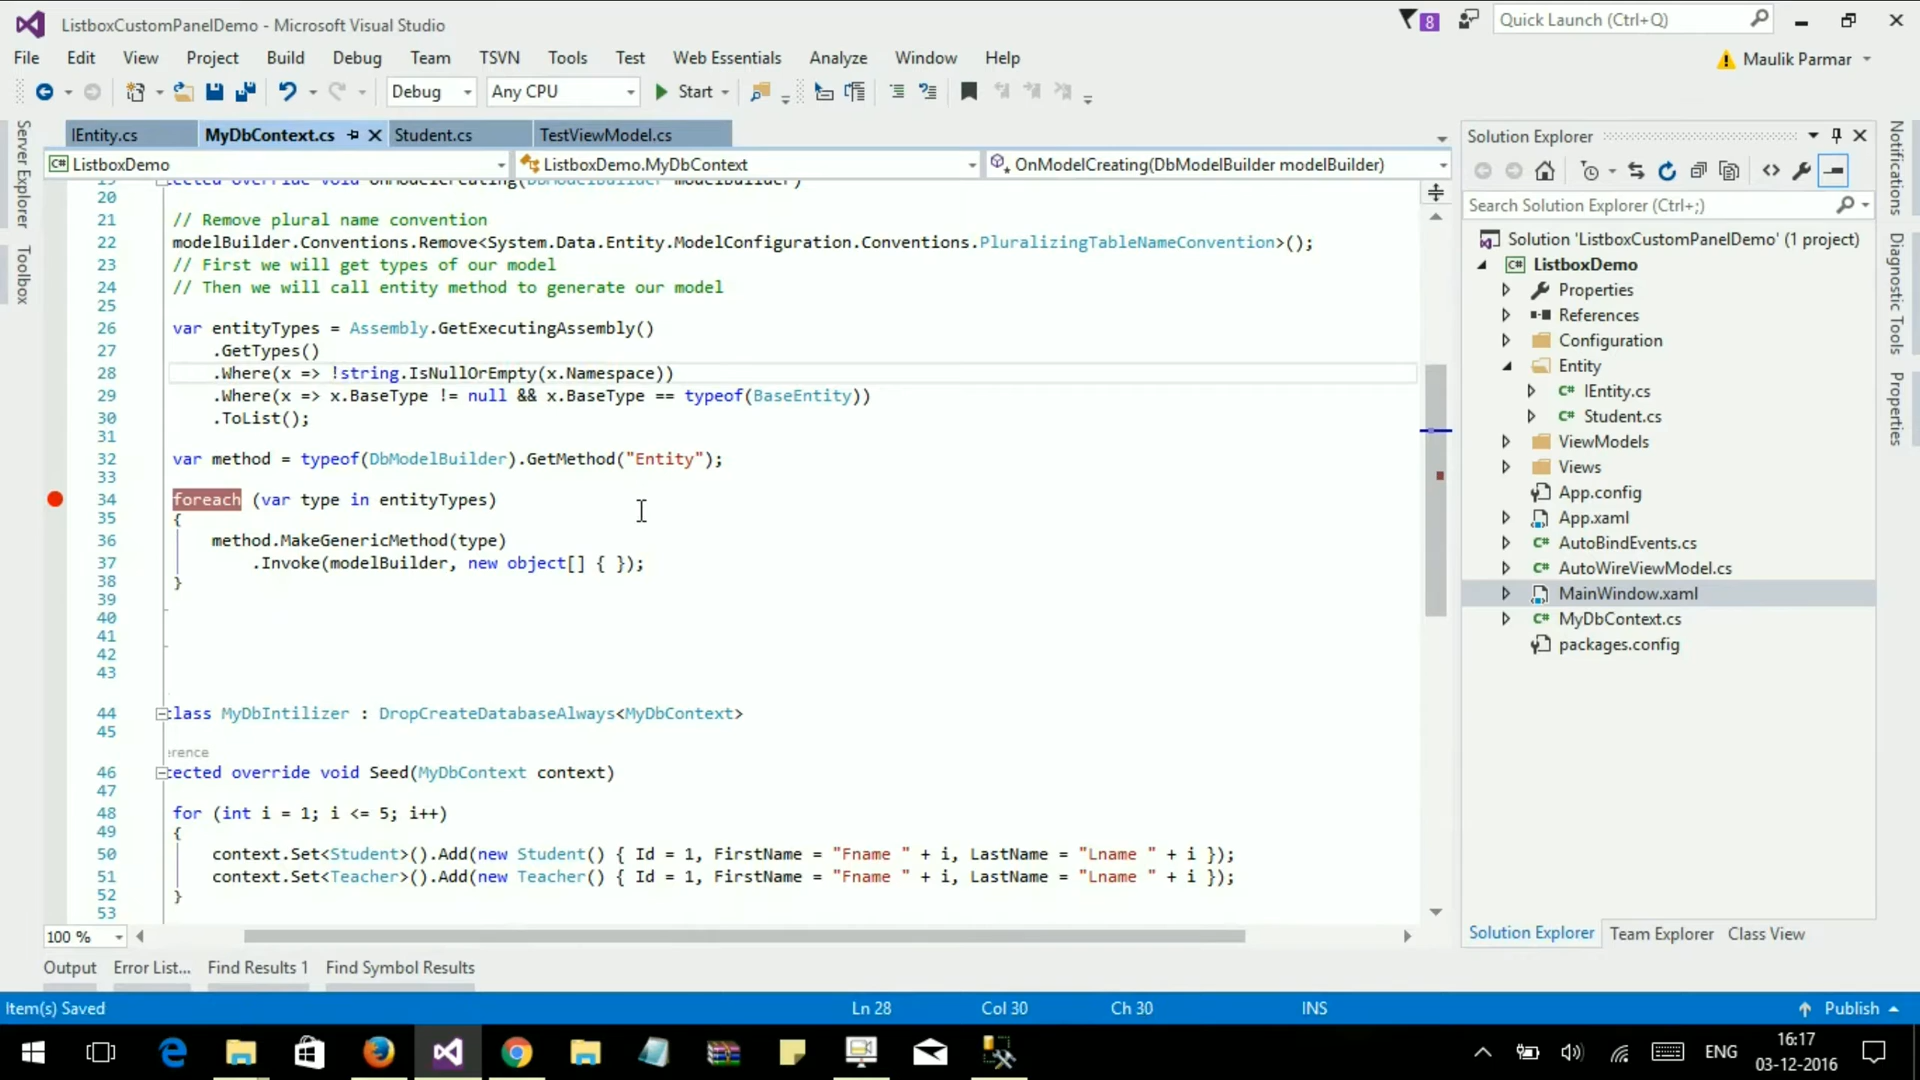 ListboxCustomPanelDemo - Microsoft Visual Studio
8
Quick Launch (Ctrl+Q)
File Edit View Project Build Debug Team TSVN Tools Test Web Essentials Analyze Window Help
Maulik Parmar
Debug Any CPU Start
Server Explorer
Toolbox
IEntity.cs MyDbContext.cs Student.cs TestViewModel.cs
ListboxDemo ListboxDemo.MyDbContext OnModelCreating(DbModelBuilder modelBuilder)
19 tected override void OnModelCreating(DbModelBuilder modelBuilder)
20
21 // Remove plural name convention
22 modelBuilder.Conventions.Remove<System.Data.Entity.ModelConfiguration.Conventions.PluralizingTableNameConvention>();
23 // First we will get types of our model
24 // Then we will call entity method to generate our model
25
26 var entityTypes = Assembly.GetExecutingAssembly()
27 .GetTypes()
28 .Where(x => !string.IsNullOrEmpty(x.Namespace))
29 .Where(x => x.BaseType != null && x.BaseType == typeof(BaseEntity))
30 .ToList();
31
32 var method = typeof(DbModelBuilder).GetMethod("Entity");
33
34 foreach (var type in entityTypes)
35 {
36 method.MakeGenericMethod(type)
37 .Invoke(modelBuilder, new object[] { });
38 }
39
40
41
42
43
44 class MyDbIntilizer : DropCreateDatabaseAlways<MyDbContext>
45
erence
46 tected override void Seed(MyDbContext context)
47
48 for (int i = 1; i <= 5; i++)
49 {
50 context.Set<Student>().Add(new Student() { Id = 1, FirstName = "Fname " + i, LastName = "Lname " + i });
51 context.Set<Teacher>().Add(new Teacher() { Id = 1, FirstName = "Fname " + i, LastName = "Lname " + i });
52 }
53
100 %
Solution Explorer
Search Solution Explorer (Ctrl+;)
Solution 'ListboxCustomPanelDemo' (1 project)
ListboxDemo
Properties
References
Configuration
Entity
IEntity.cs
Student.cs
ViewModels
Views
App.config
App.xaml
AutoBindEvents.cs
AutoWireViewModel.cs
MainWindow.xaml
MyDbContext.cs
packages.config
Solution Explorer Team Explorer Class View
Notifications
Diagnostic Tools
Properties
Output Error List... Find Results 1 Find Symbol Results
Item(s) Saved Ln 28 Col 30 Ch 30 INS Publish
ENG
16:17
03-12-2016